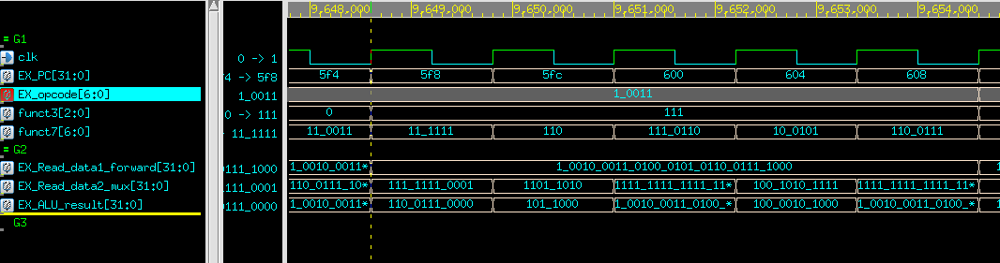 9,648,000 9,649,000 9,650,000 9,651,000 9,652,000 9,653,000 9,654,000
= G1
clk 0 -> 1
EX_PC[31:0] f4 -> 5f8 5f4 5f8 5fc 600 604 608
EX_opcode[6:0] 1_0011 1_0011
funct3[2:0] 0 -> 111 0 111
funct7[6:0] 11_1111 11_0011 11_1111 110 111_0110 10_0101 110_0111
= G2
EX_Read_data1_forward[31:0] 0111_1000 1_0010_0011* 1_0010_0011_0100_0101_0110_0111_1000
EX_Read_data2_mux[31:0] 111_0001 110_0111_10* 111_1111_0001 1101_1010 1111_1111_1111_11* 100_1010_1111 1111_1111_1111_11*
EX_ALU_result[31:0] 0111_0000 1_0010_0011* 110_0111_0000 101_1000 1_0010_0011_0100_* 100_0010_1000 1_0010_0011_0100_*
G3